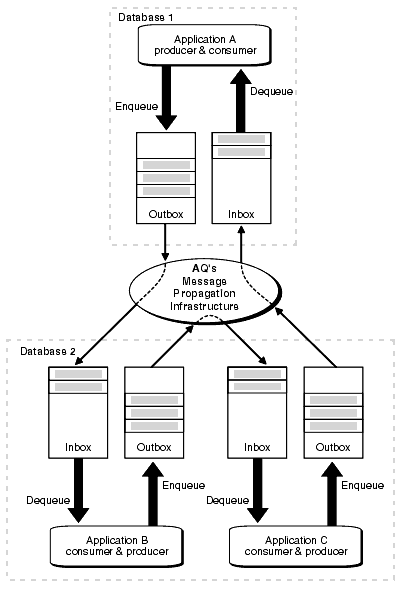 Database 1
Application A
producer & consumer
Enqueue
Dequeue
Outbox
Inbox
AQ's
Message
Propagation
Infrastructure
Database 2
Inbox
Outbox
Inbox
Outbox
Dequeue
Enqueue
Dequeue
Enqueue
Application B
consumer & producer
Application C
consumer & producer